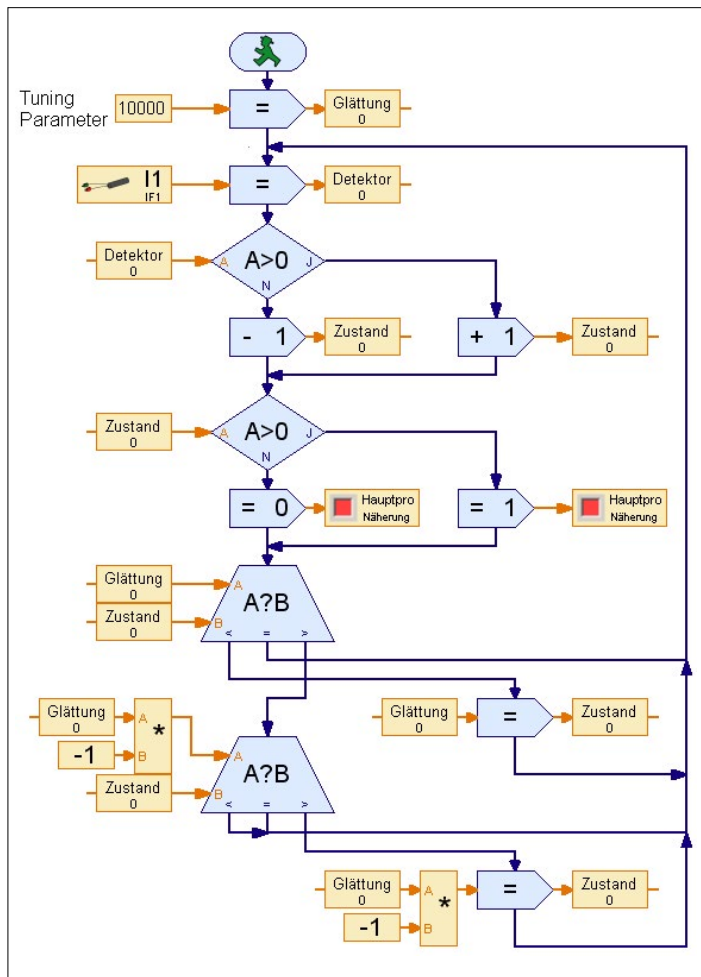 Tuning
Parameter
10000
=
Glättung
0
I1
IF1
=
Detektor
0
Detektor
0
A
A>0
J
N
- 1
Zustand
0
+ 1
Zustand
0
Zustand
0
A
A>0
J
N
= 0
Hauptpro
Näherung
= 1
Hauptpro
Näherung
Glättung
0
A
A?B
Zustand
0
B
< = >
Glättung
0
=
Zustand
0
Glättung
0
A
*
-1
B
A
A?B
Zustand
0
B
< = >
Glättung
0
A
*
-1
B
=
Zustand
0